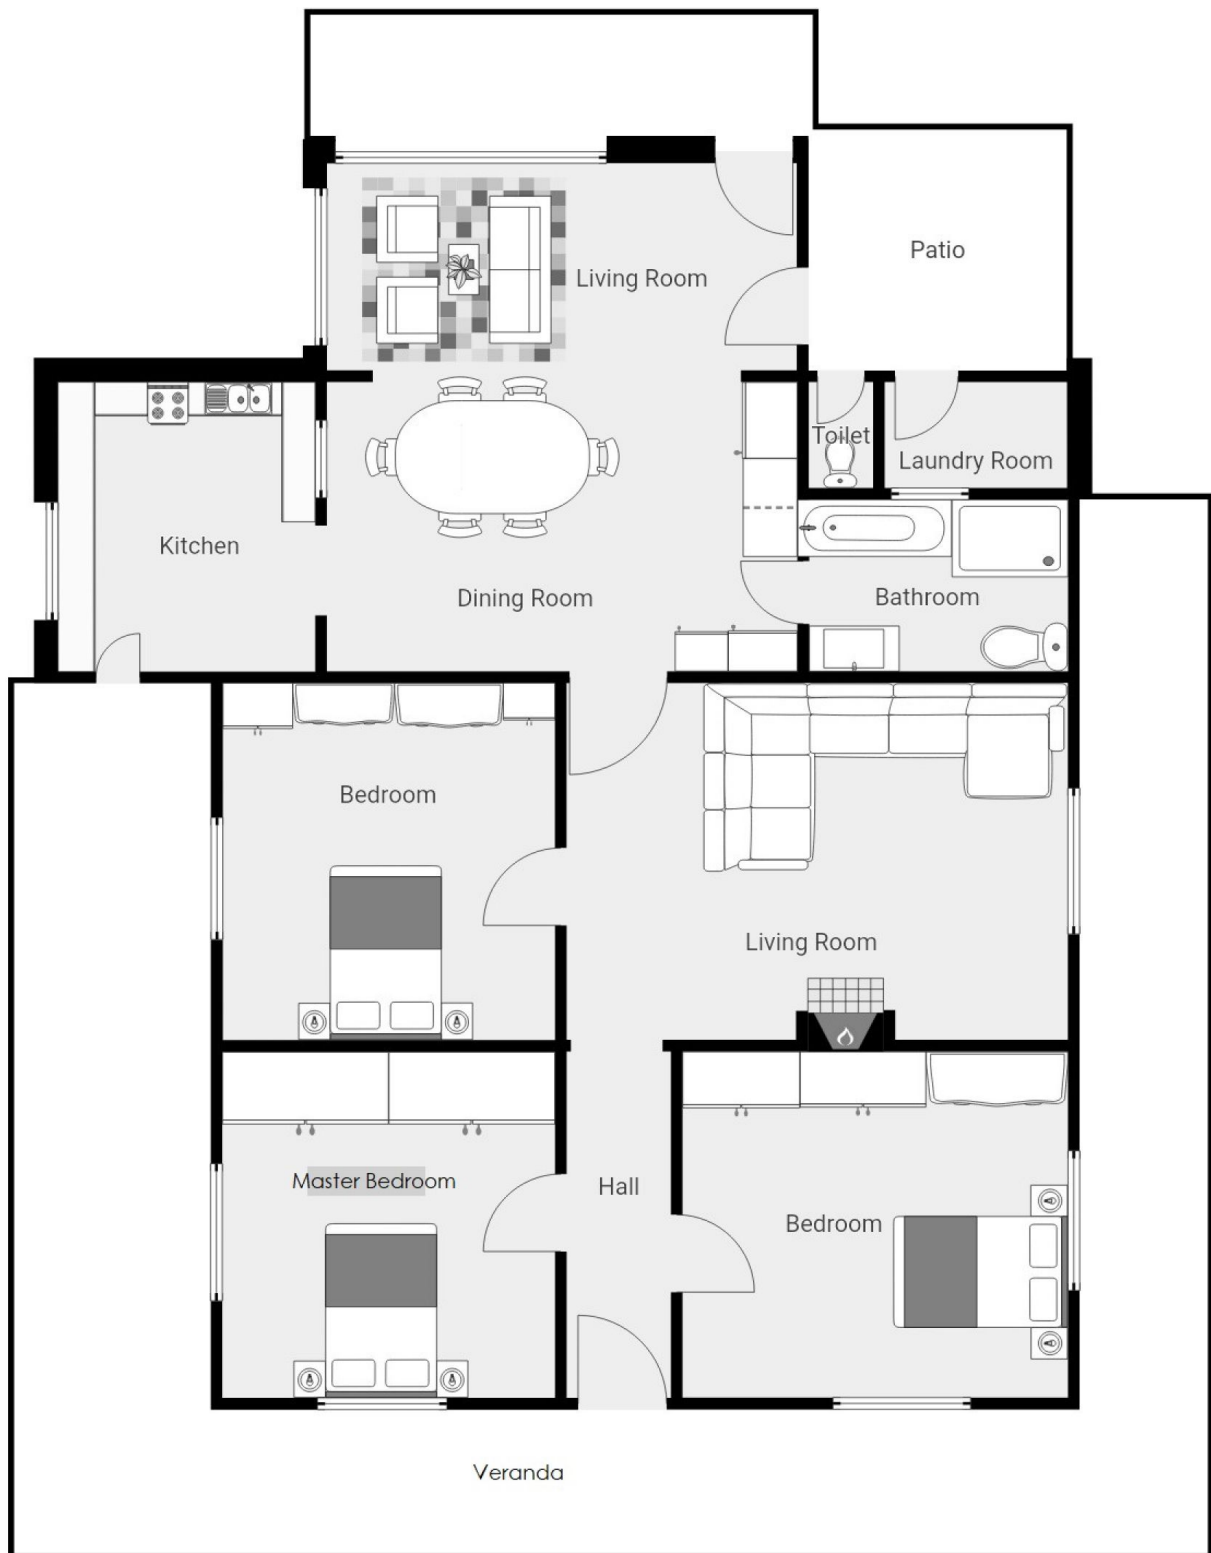 Living Room
Patio
Toilet
Laundry Room
Kitchen
Dining Room
Bathroom
Bedroom
Living Room
Master Bedroom
Hall
Bedroom
Veranda